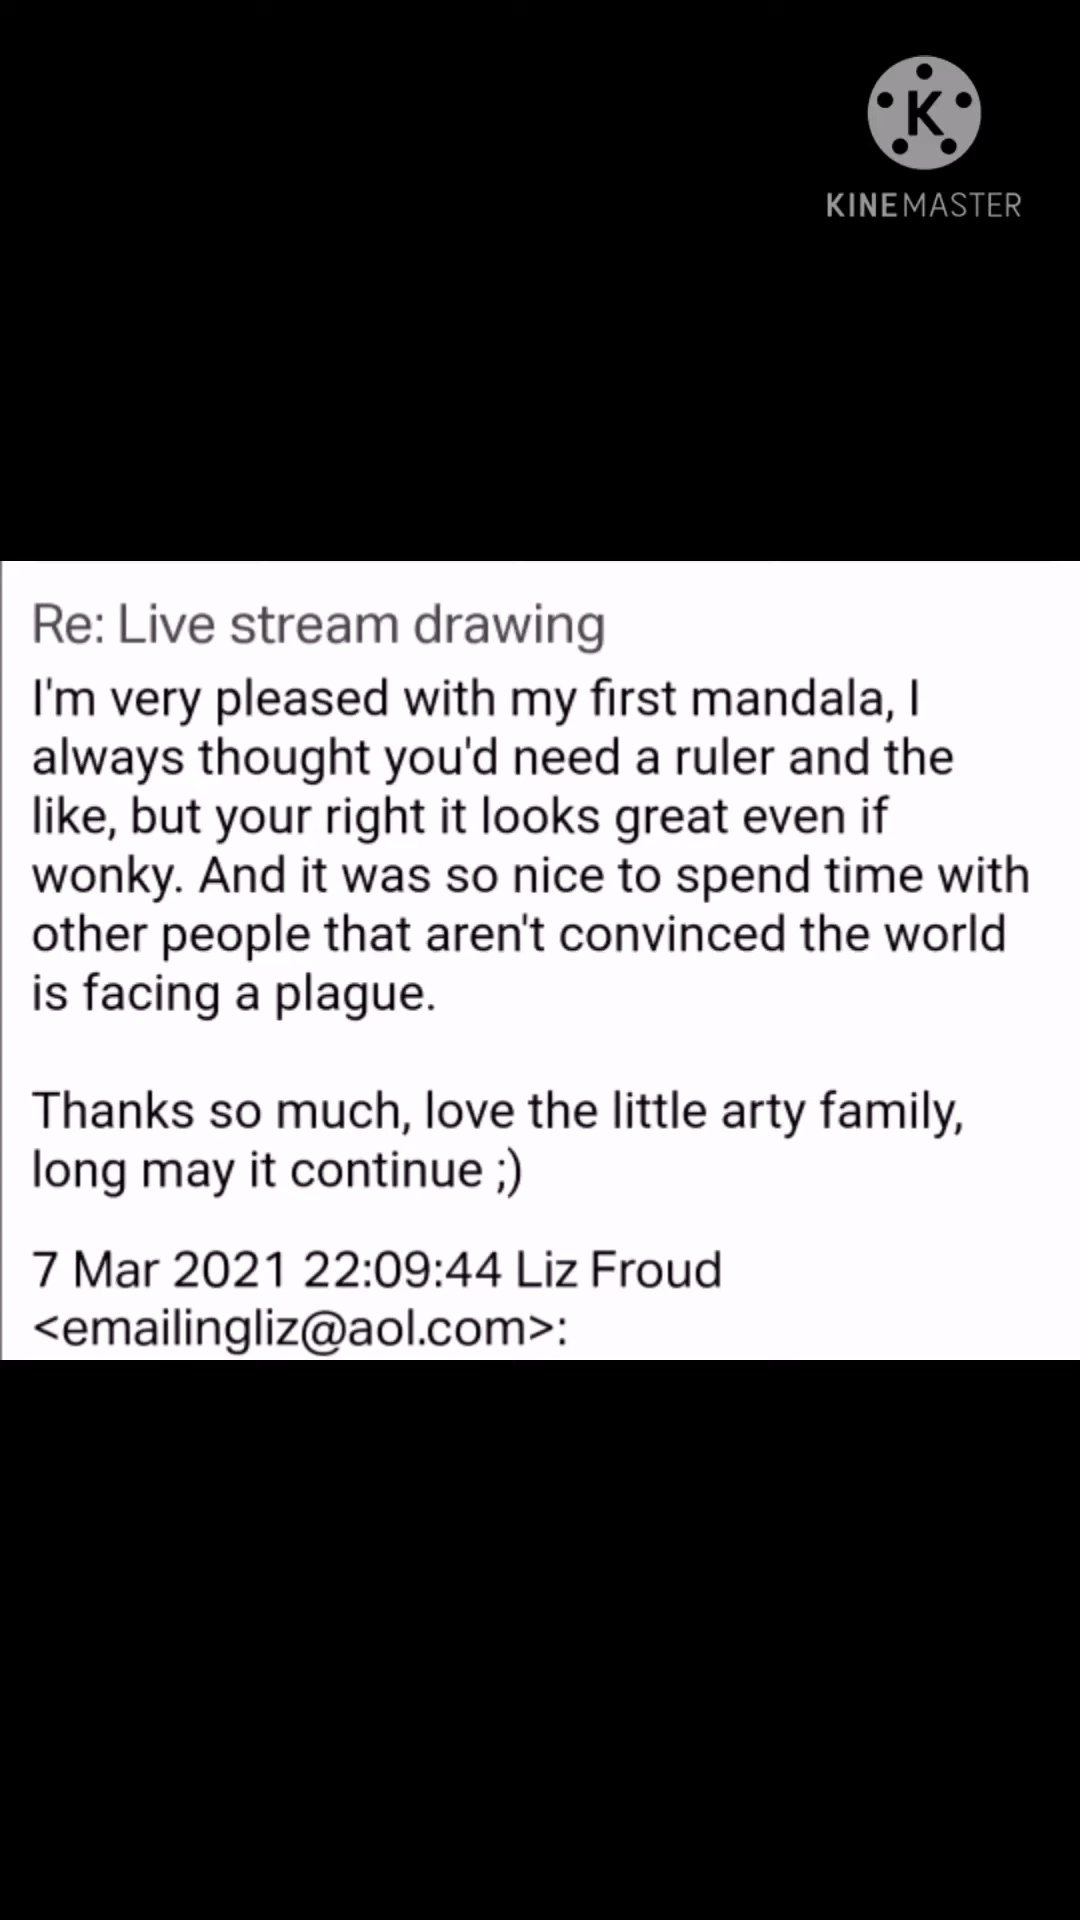 K
KINEMASTER
Re: Live stream drawing
I'm very pleased with my first mandala, I
always thought you'd need a ruler and the
like, but your right it looks great even if
wonky. And it was so nice to spend time with
other people that aren't convinced the world
is facing a plague.
Thanks so much, love the little arty family,
long may it continue ;)
7 Mar 2021 22:09:44 Liz Froud
<emailingliz@aol.com>: